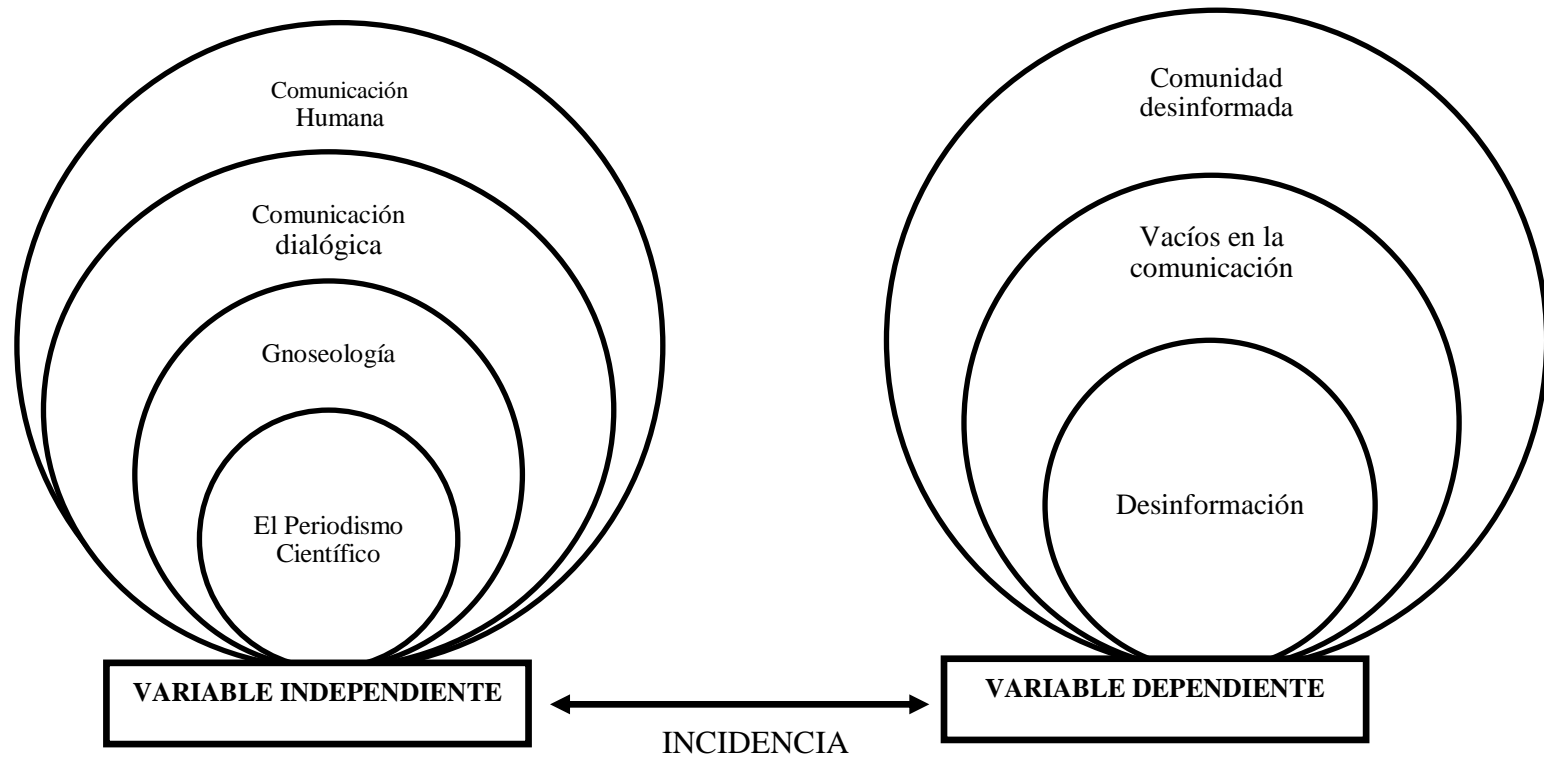 Comunicación
Humana
Comunicación
dialógica
Gnoseología
El Periodismo
Científico
VARIABLE INDEPENDIENTE
Comunidad
desinformada
Vacíos en la
comunicación
Desinformación
VARIABLE DEPENDIENTE
INCIDENCIA